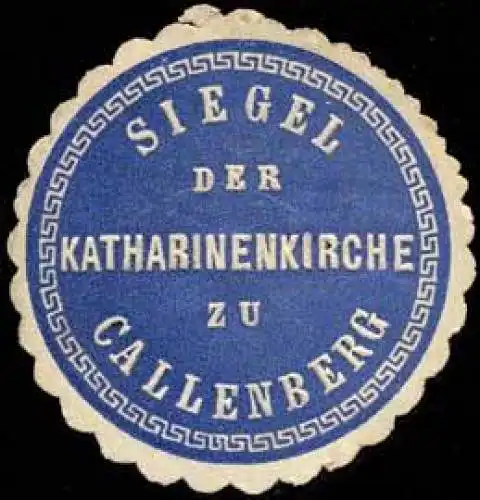 SIEGEL
DER
KATHARINENKIRCHE
ZU
CALLENBERG